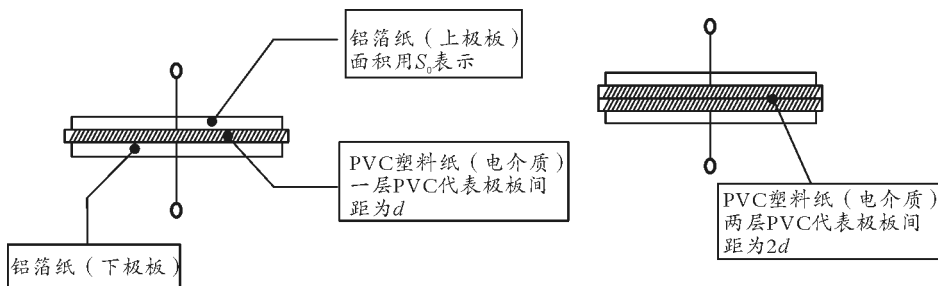 铝箔纸（上极板）
面积用S₀表示
PVC塑料纸（电介质）
一层PVC代表极板间
距为d
铝箔纸（下极板）
PVC塑料纸（电介质）
两层PVC代表极板间
距为2d